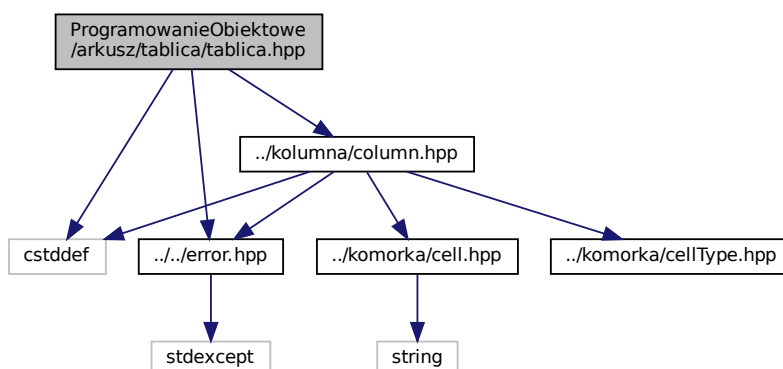 ProgramowanieObiektowe
/arkusz/tablica/tablica.hpp
../kolumna/column.hpp
cstddef
../../error.hpp
../komorka/cell.hpp
../komorka/cellType.hpp
stdexcept
string